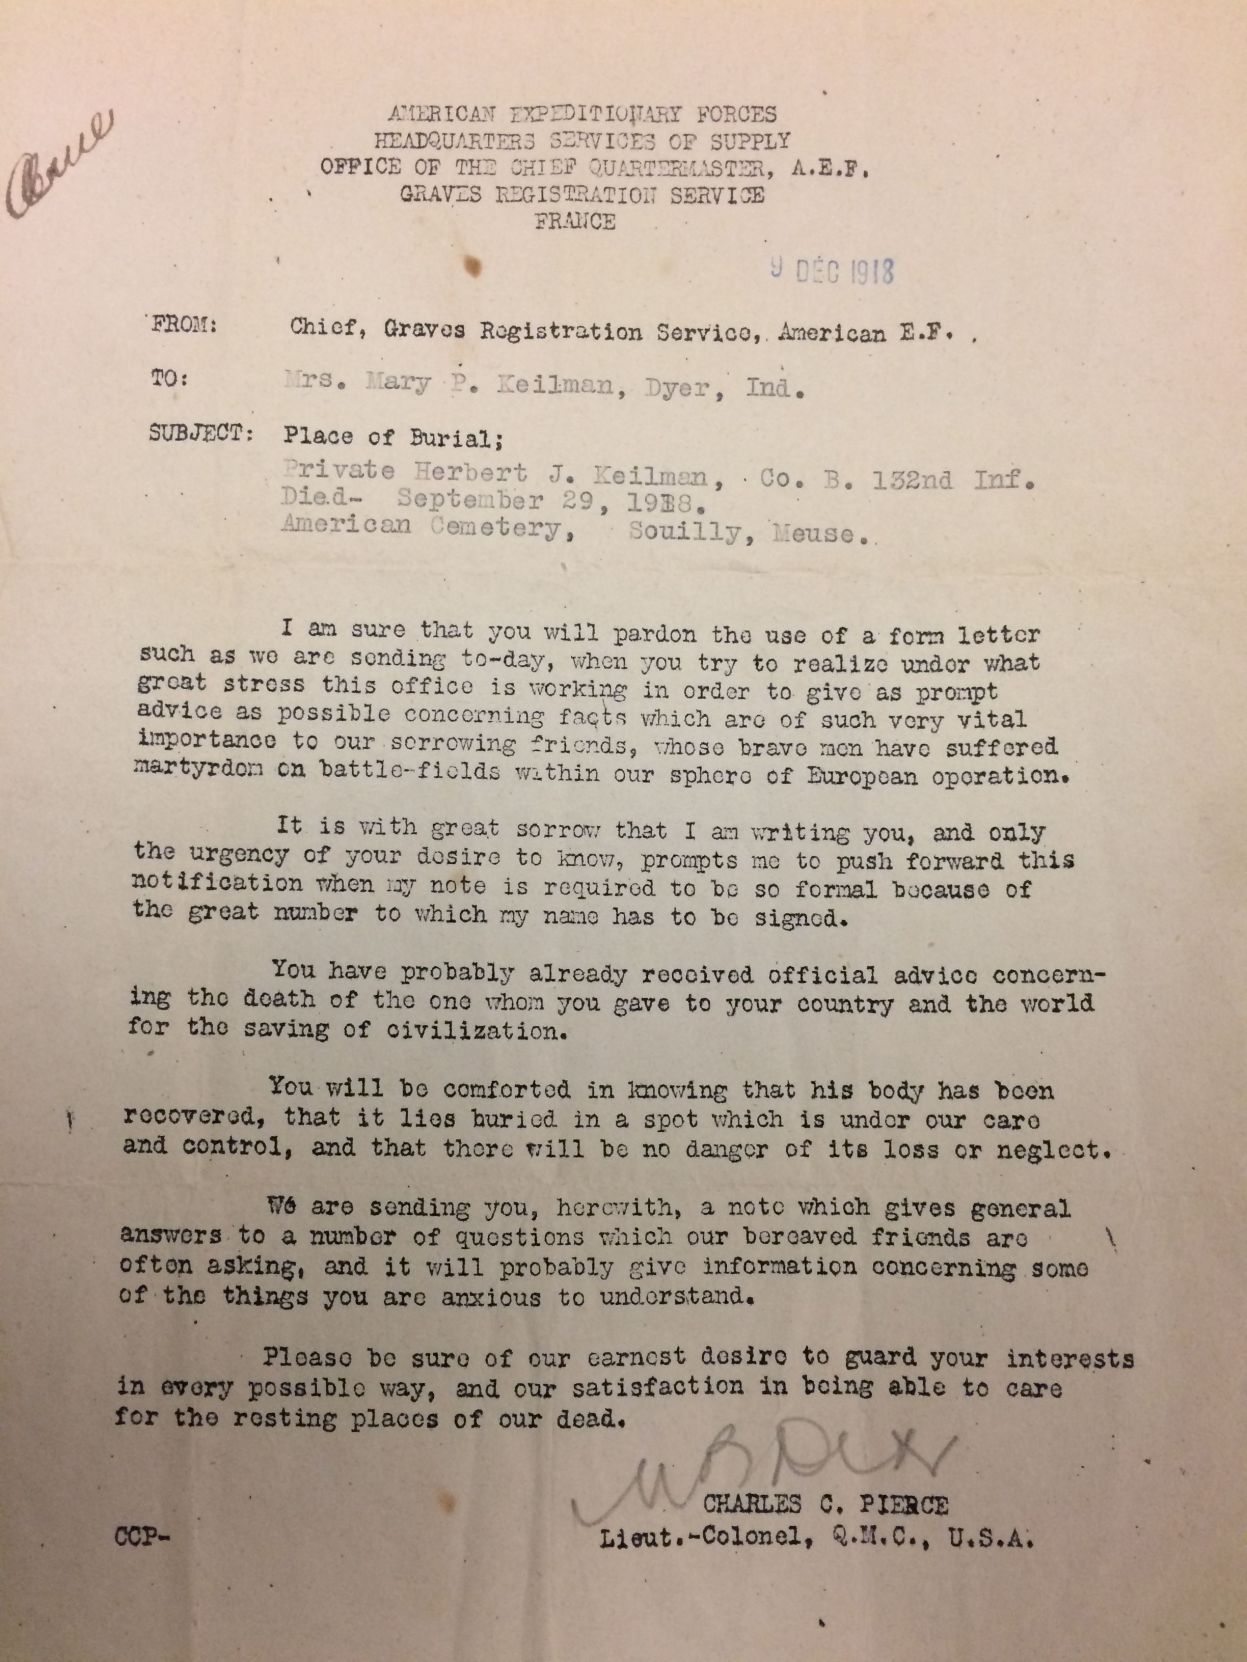 AMERICAN EXPEDITIONARY FORCES
HEADQUARTERS SERVICES OF SUPPLY
OFFICE OF THE CHIEF QUARTERMASTER, A.E.F.
GRAVES REGISTRATION SERVICE
FRANCE
9 DÉC 1918
FROM: Chief, Graves Registration Service, American E.F.
TO: Mrs. Mary P. Keilman, Dyer, Ind.
SUBJECT: Place of Burial;
Private Herbert J. Keilman, Co. B. 132nd Inf.
Died- September 29, 1918.
American Cemetery, Souilly, Meuse.
I am sure that you will pardon the use of a form letter
such as we are sending to-day, when you try to realize under what
great stress this office is working in order to give as prompt
advice as possible concerning facts which are of such very vital
importance to our sorrowing friends, whose brave men have suffered
martyrdom on battle-fields within our sphere of European operation.
It is with great sorrow that I am writing you, and only
the urgency of your desire to know, prompts me to push forward this
notification when my note is required to be so formal because of
the great number to which my name has to be signed.
You have probably already received official advice concern-
ing the death of the one whom you gave to your country and the world
for the saving of civilization.
You will be comforted in knowing that his body has been
recovered, that it lies buried in a spot which is under our care
and control, and that there will be no danger of its loss or neglect.
We are sending you, herewith, a note which gives general
answers to a number of questions which our bereaved friends are
often asking, and it will probably give information concerning some
of the things you are anxious to understand.
Please be sure of our earnest desire to guard your interests
in every possible way, and our satisfaction in being able to care
for the resting places of our dead.
CHARLES C. PIERCE
CCP- Lieut.-Colonel, Q.M.C., U.S.A.